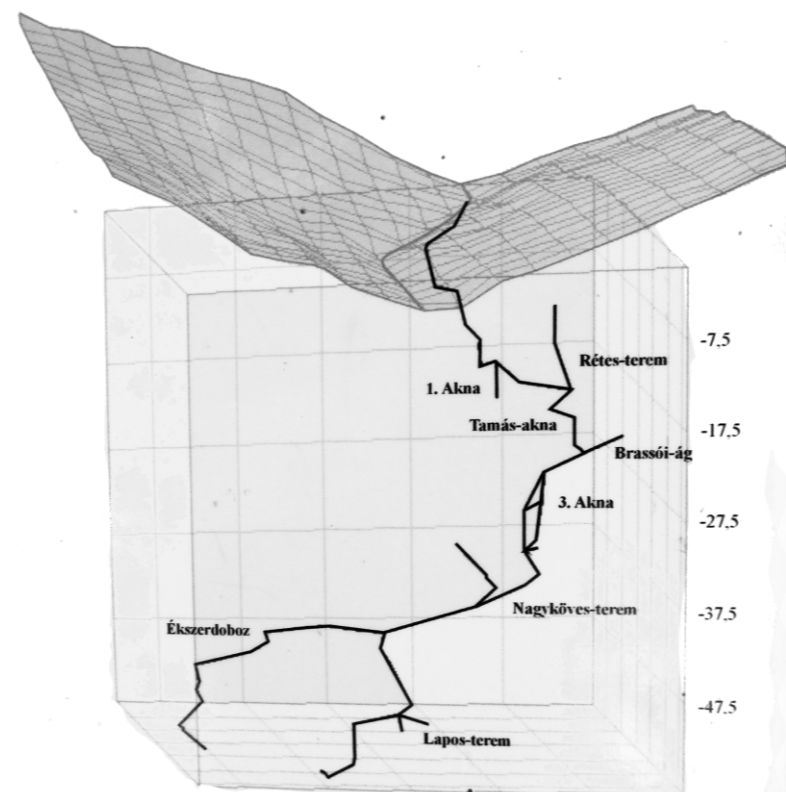 -7,5
Rétes-terem
1. Akna
Tamás-akna
-17,5
Brassói-ág
3. Akna
-27,5
Nagyköves-terem
-37,5
Ékszerdoboz
-47,5
Lapos-terem